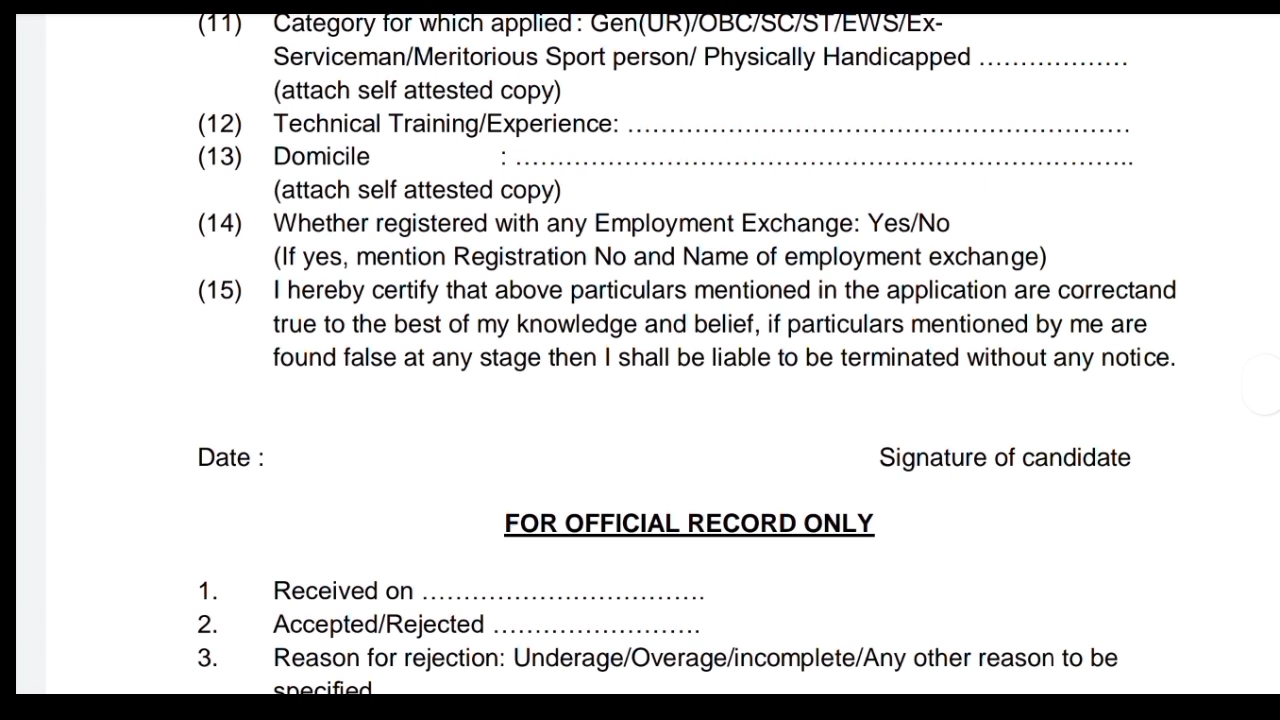 (11) Category for which applied : Gen(UR)/OBC/SC/ST/EWS/Ex-
Serviceman/Meritorious Sport person/ Physically Handicapped ..................
(attach self attested copy)
(12) Technical Training/Experience: ............................................................
(13) Domicile : ..........................................................................
(attach self attested copy)
(14) Whether registered with any Employment Exchange: Yes/No
(If yes, mention Registration No and Name of employment exchange)
(15) I hereby certify that above particulars mentioned in the application are correctand
true to the best of my knowledge and belief, if particulars mentioned by me are
found false at any stage then I shall be liable to be terminated without any notice.
Date : Signature of candidate
FOR OFFICIAL RECORD ONLY
1. Received on ..................................
2. Accepted/Rejected .........................
3. Reason for rejection: Underage/Overage/incomplete/Any other reason to be
specified